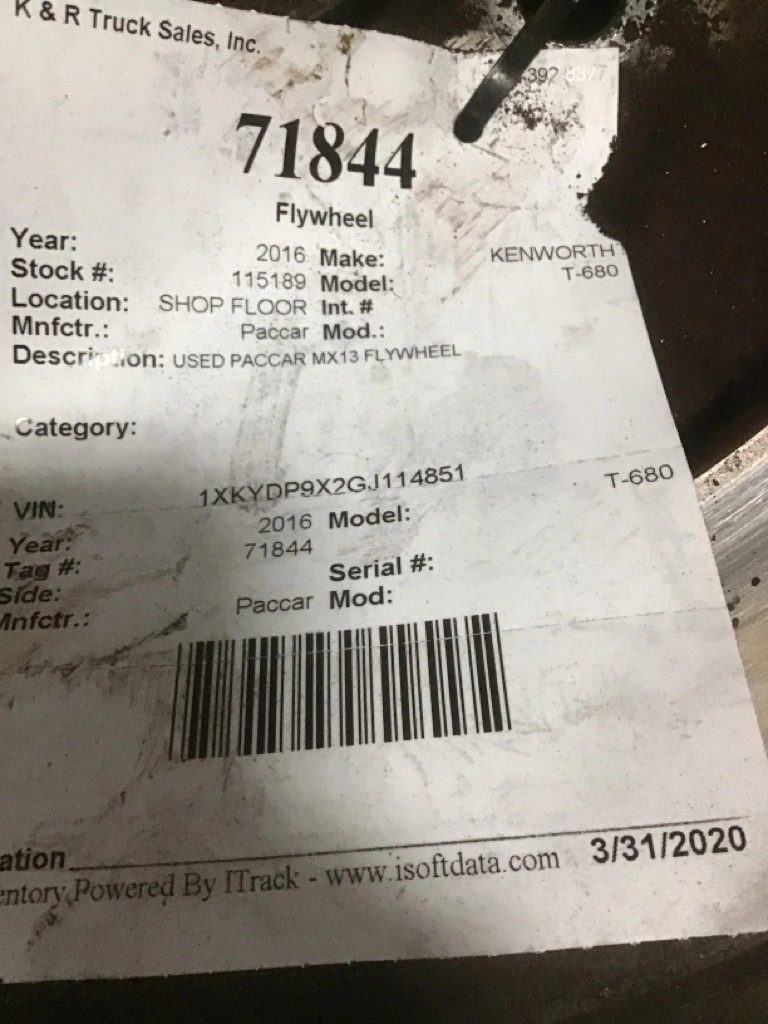 K & R Truck Sales, Inc.
392-8377
71844
Flywheel
Year: 2016 Make: KENWORTH
Stock #: 115189 Model: T-680
Location: SHOP FLOOR Int. #
Mnfctr.: Paccar Mod.:
Description: USED PACCAR MX13 FLYWHEEL
Category:
VIN: 1XKYDP9X2GJ114851
Year: 2016 Model: T-680
Tag #: 71844
Side: Serial #:
Mnfctr.: Paccar Mod:
ation
entory Powered By ITrack - www.isoftdata.com 3/31/2020